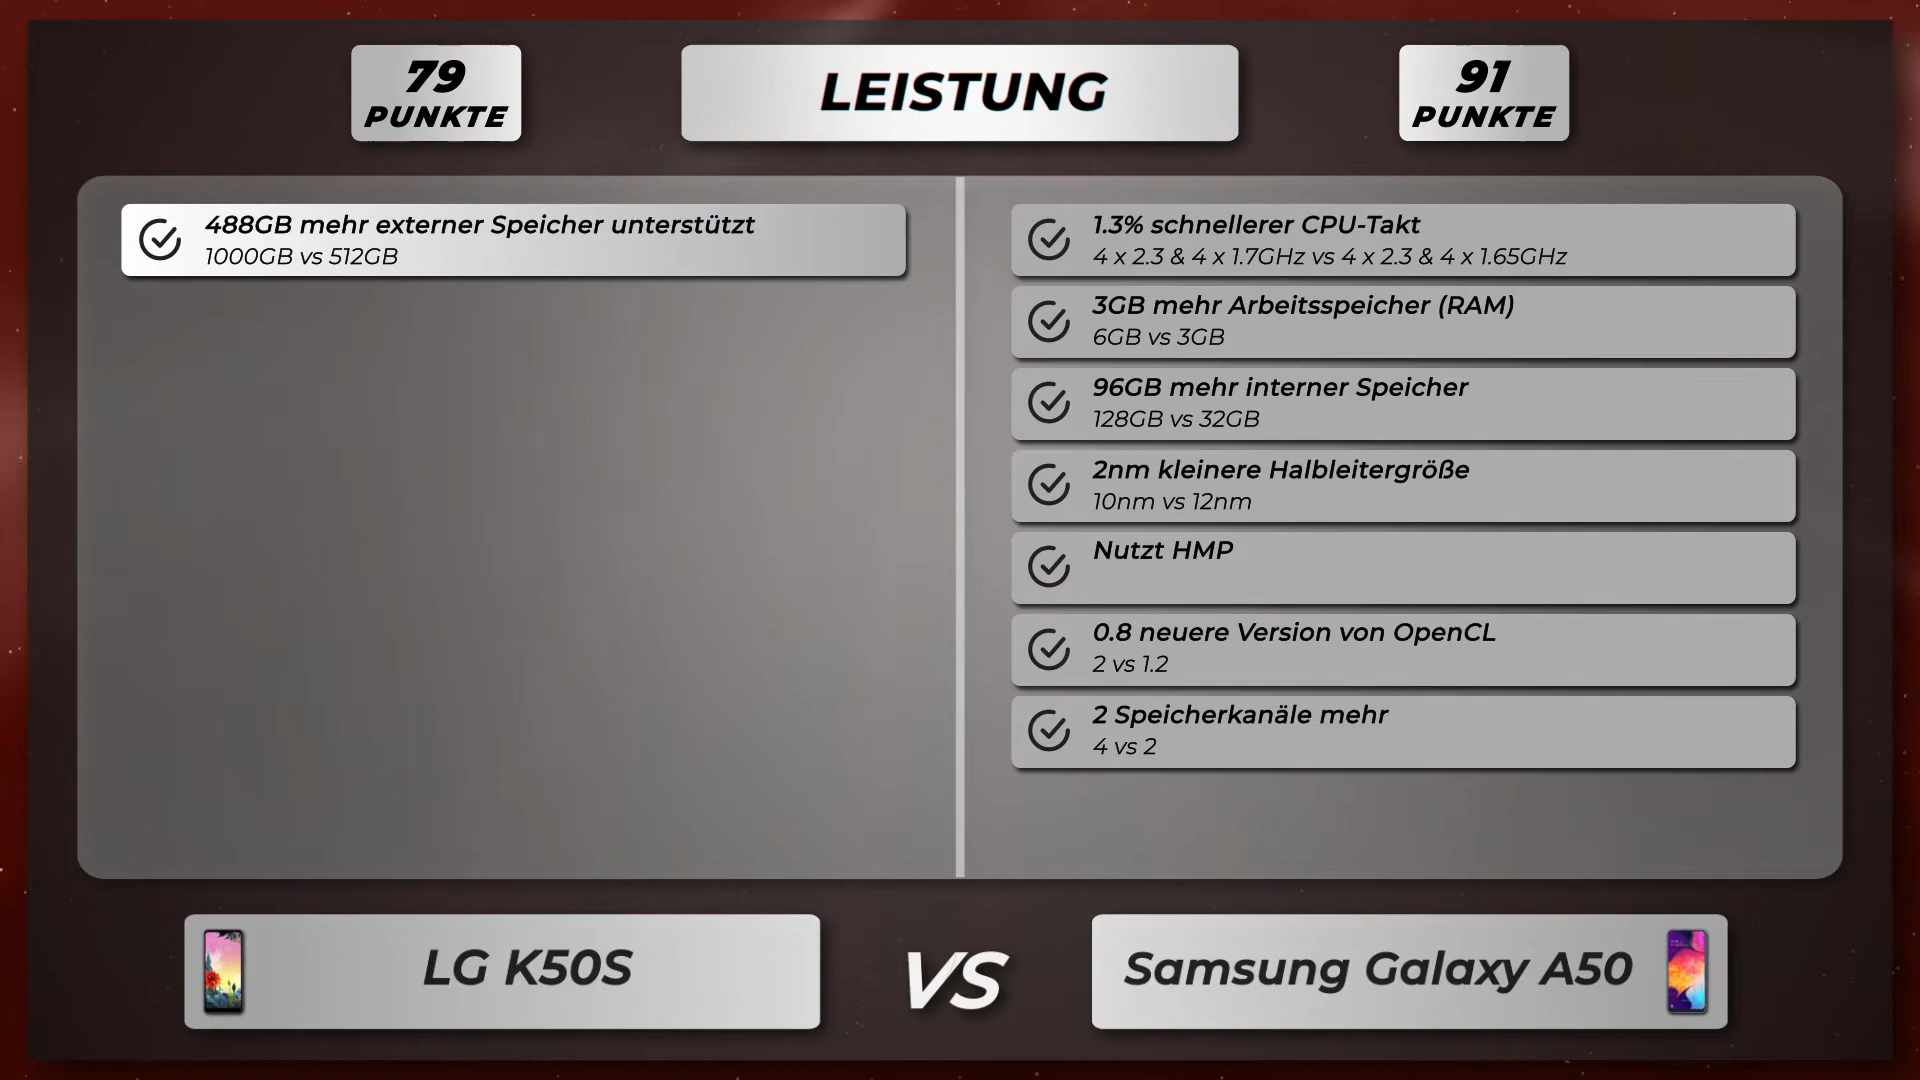 79
PUNKTE
LEISTUNG
91
PUNKTE
488GB mehr externer Speicher unterstützt
1000GB vs 512GB
1.3% schnellerer CPU-Takt
4 x 2.3 & 4 x 1.7GHz vs 4 x 2.3 & 4 x 1.65GHz
3GB mehr Arbeitsspeicher (RAM)
6GB vs 3GB
96GB mehr interner Speicher
128GB vs 32GB
2nm kleinere Halbleitergröße
10nm vs 12nm
Nutzt HMP
0.8 neuere Version von OpenCL
2 vs 1.2
2 Speicherkanäle mehr
4 vs 2
LG K50S
VS
Samsung Galaxy A50